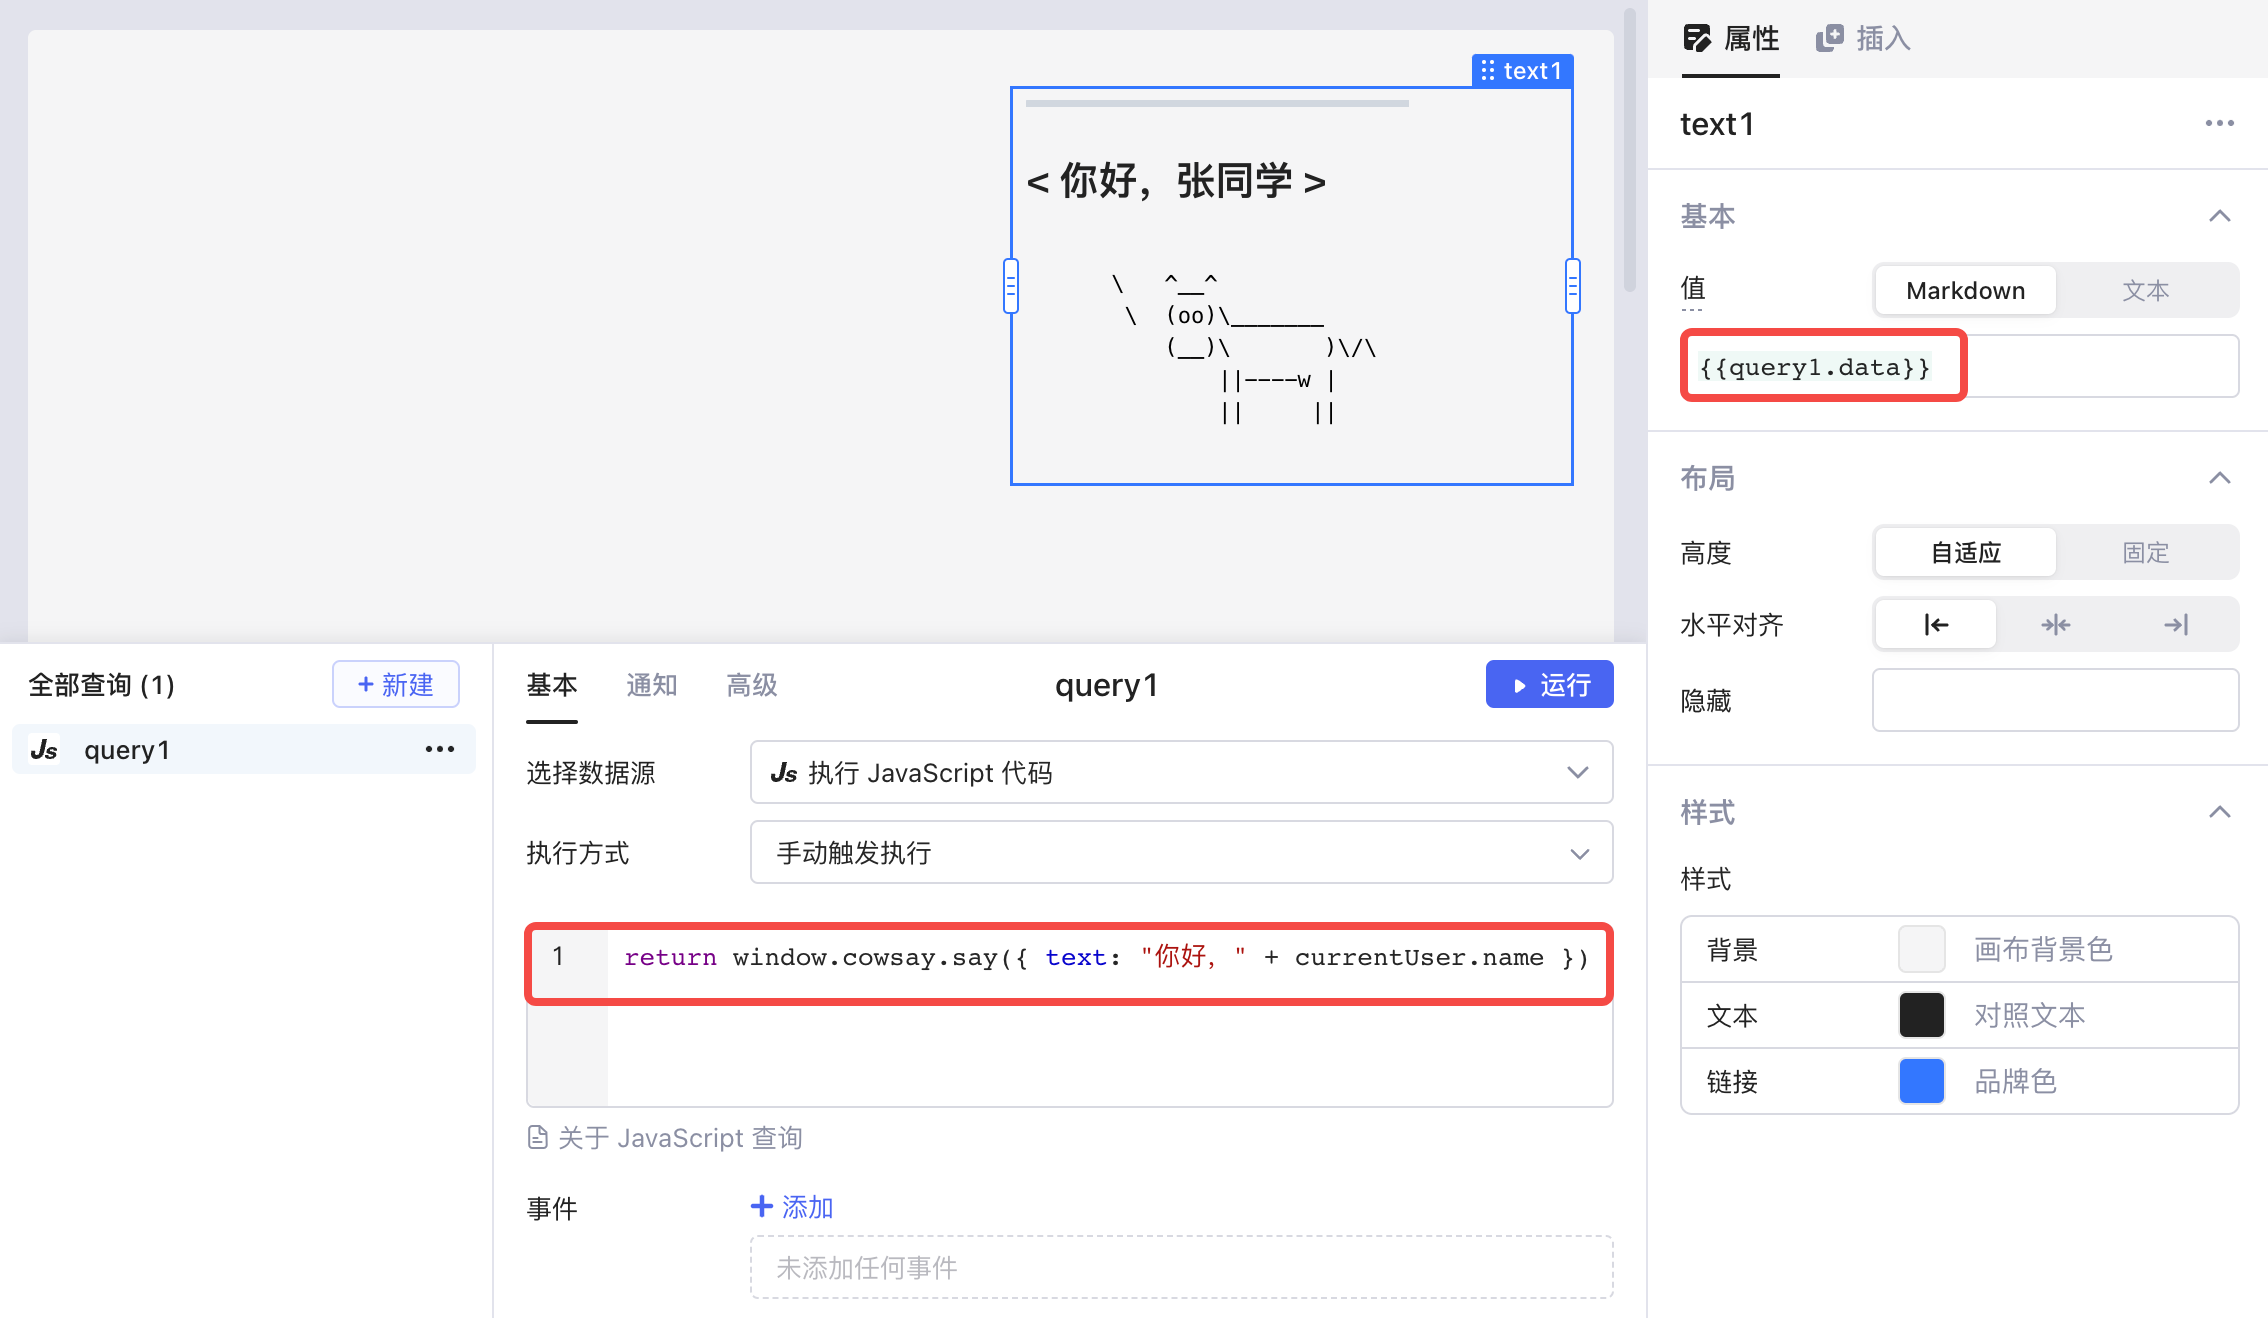 text1
< 你好，张同学 >
\   ^__^
 \  (oo)\_______
    (__)\       )\/\
        ||----w |
        ||     ||
属性
插入
text1
基本
值
Markdown
文本
{{query1.data}}
布局
高度
自适应
固定
水平对齐
隐藏
样式
样式
背景
画布背景色
文本
对照文本
链接
品牌色
全部查询 (1)
+ 新建
Js query1
基本
通知
高级
query1
运行
选择数据源
Js 执行 JavaScript 代码
执行方式
手动触发执行
1 return window.cowsay.say({ text: "你好，" + currentUser.name })
关于 JavaScript 查询
事件
+ 添加
未添加任何事件